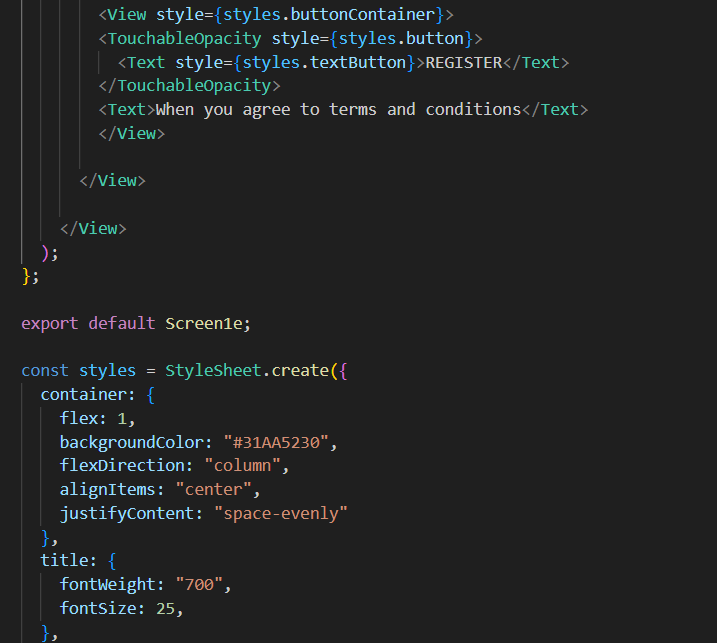 <View style={styles.buttonContainer}>
<TouchableOpacity style={styles.button}>
<Text style={styles.textButton}>REGISTER</Text>
</TouchableOpacity>
<Text>When you agree to terms and conditions</Text>
</View>
</View>
</View>
);
};
export default Screen1e;
const styles = StyleSheet.create({
container: {
flex: 1,
backgroundColor: "#31AA5230",
flexDirection: "column",
alignItems: "center",
justifyContent: "space-evenly"
},
title: {
fontWeight: "700",
fontSize: 25,
},